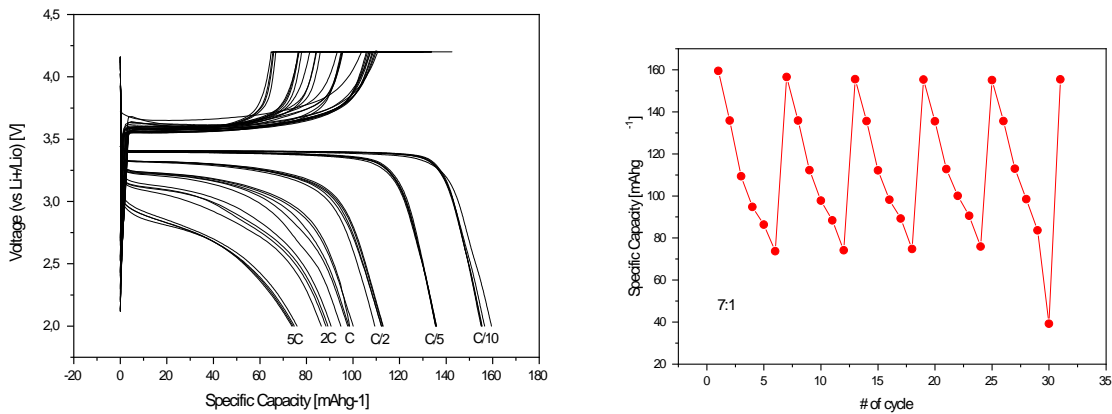 4,5
4,0
3,5
3,0
2,5
2,0
Voltage (vs Li+/Lio) [V]
5C 2C C C/2 C/5 C/10
-20 0 20 40 60 80 100 120 140 160 180
Specific Capacity [mAhg-1]
160
140
120
100
80
60
40
20
Specific Capacity [mAhg-1]
7:1
0 5 10 15 20 25 30 35
# of cycle